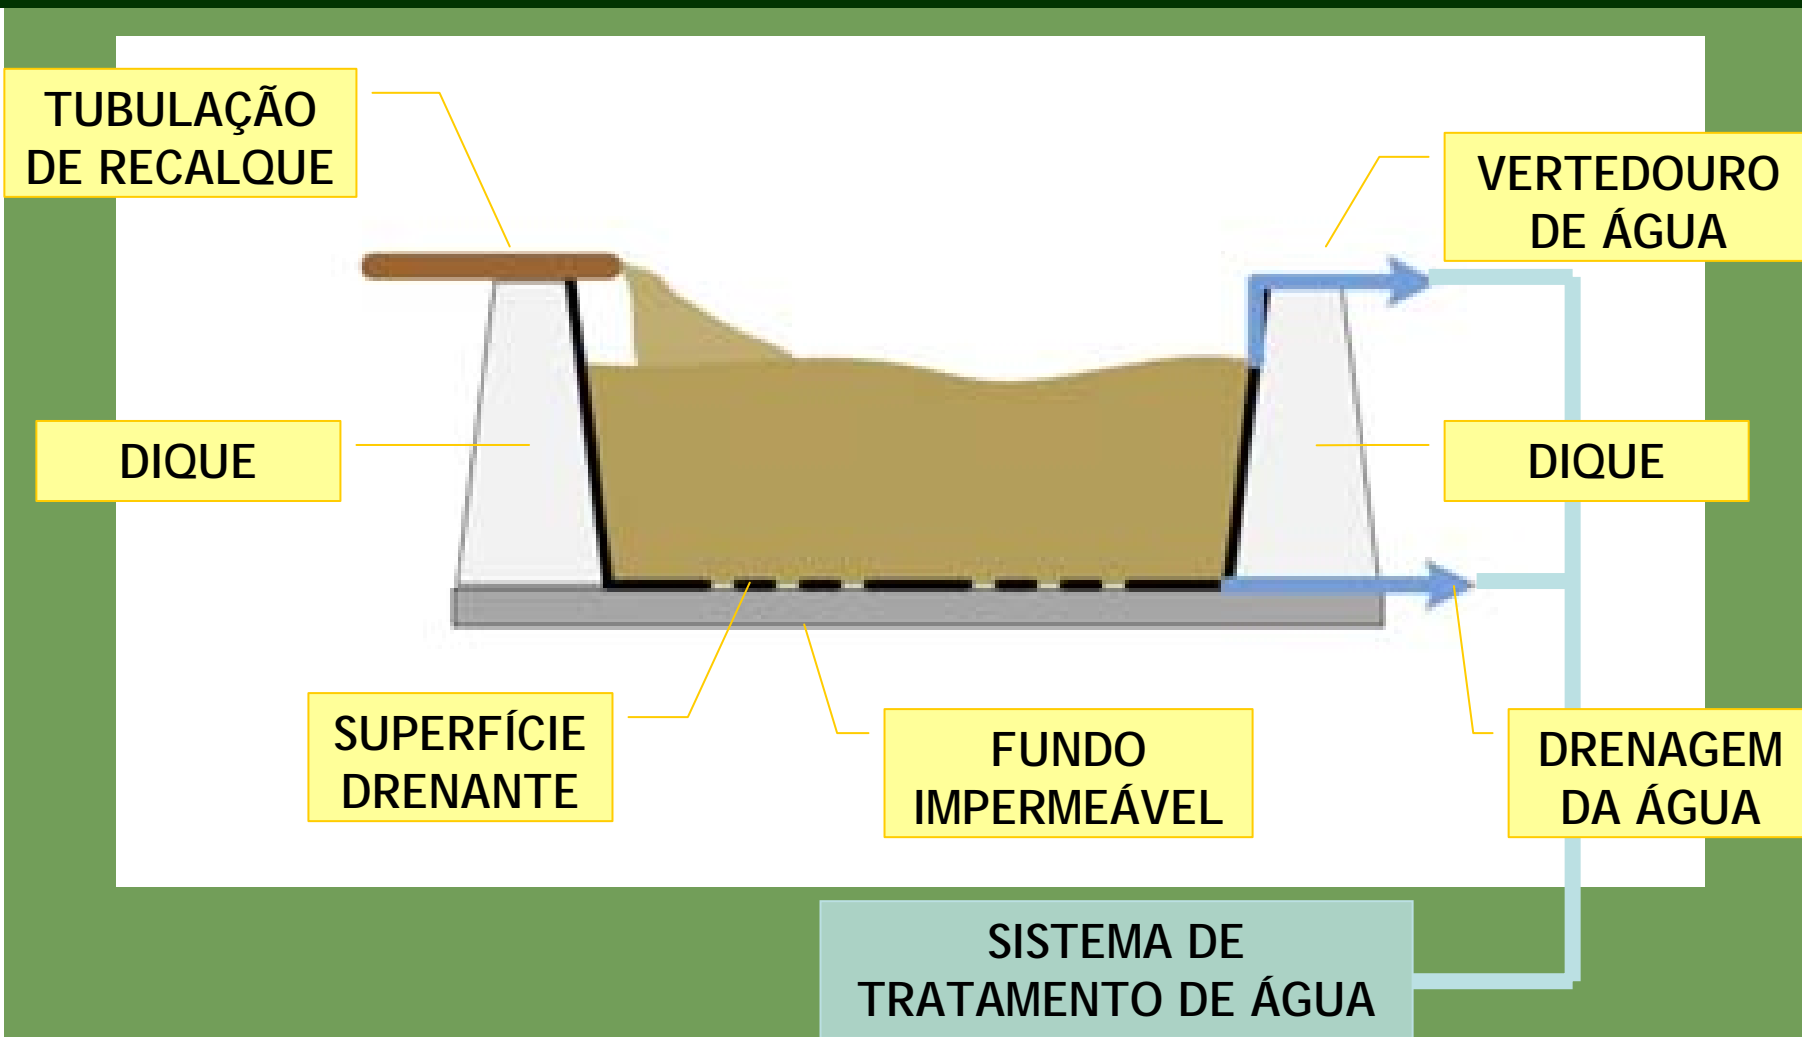 TUBULAÇÃO
DE RECALQUE
VERTEDOURO
DE ÁGUA
DIQUE
DIQUE
SUPERFÍCIE
DRENANTE
FUNDO
IMPERMEÁVEL
DRENAGEM
DA ÁGUA
SISTEMA DE
TRATAMENTO DE ÁGUA